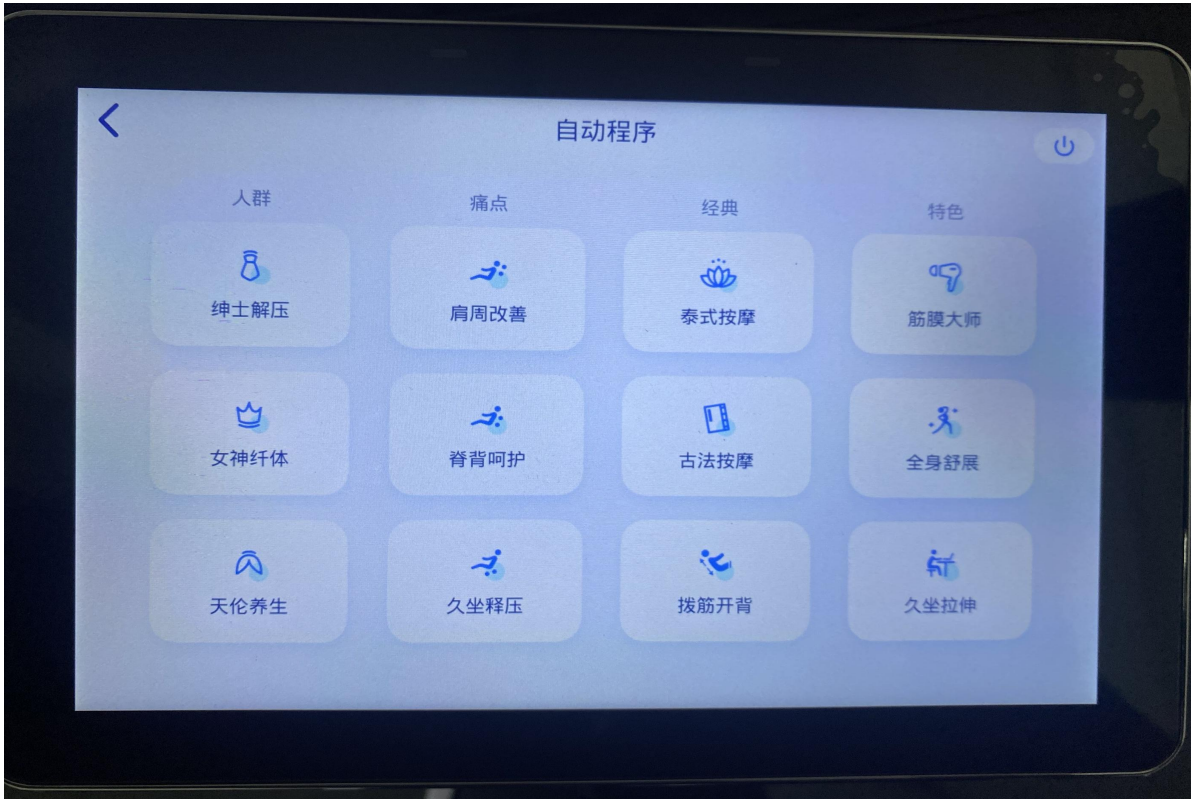 自动程序
人群
痛点
经典
特色
绅士解压
肩周改善
泰式按摩
筋膜大师
女神纤体
脊背呵护
古法按摩
全身舒展
天伦养生
久坐释压
拨筋开背
久坐拉伸